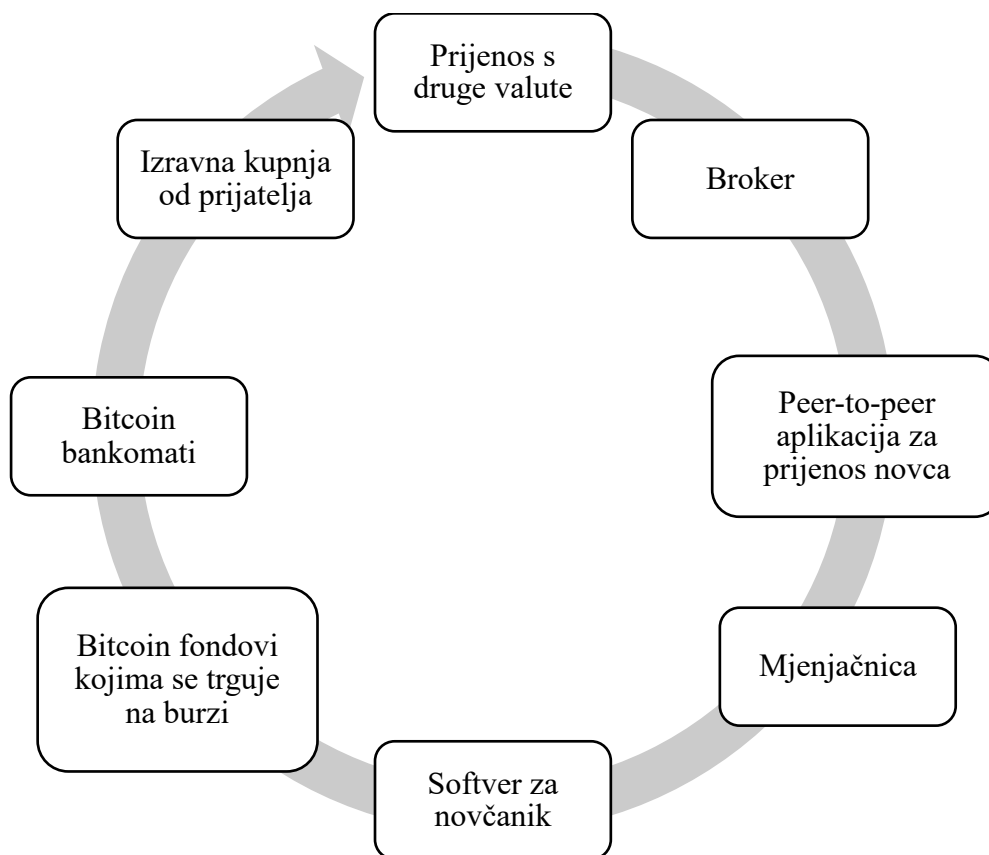 Prijenos s
druge valute
Broker
Peer-to-peer
aplikacija za
prijenos novca
Mjenjačnica
Softver za
novčanik
Bitcoin fondovi
kojima se trguje
na burzi
Bitcoin
bankomati
Izravna kupnja
od prijatelja